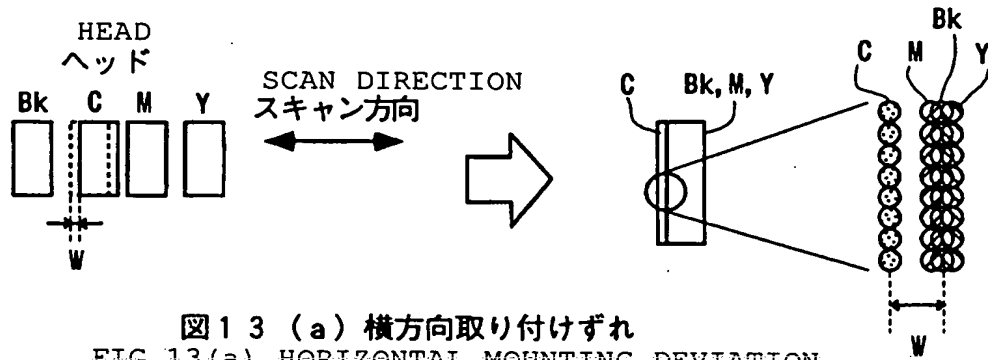 HEAD
ヘッド
Bk C M Y
SCAN DIRECTION
スキャン方向
W
C Bk, M, Y
Bk
C M Y
W
図13 (a) 横方向取り付けずれ
FIG 13(a) HORIZONTAL MOUNTING DEVIATION